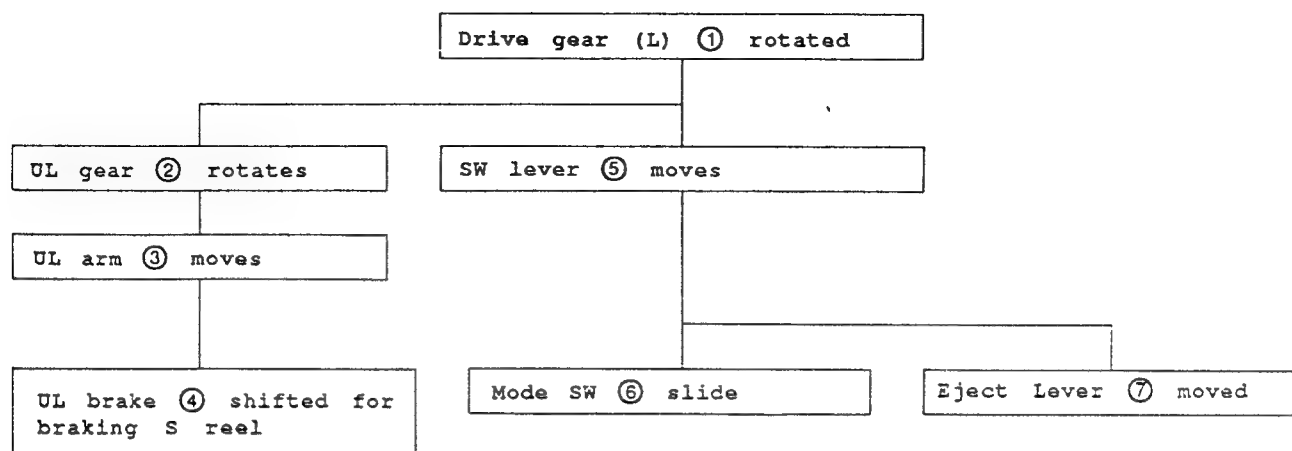 Drive gear (L) ① rotated
UL gear ② rotates
SW lever ⑤ moves
UL arm ③ moves
UL brake ④ shifted for
braking S reel
Mode SW ⑥ slide
Eject Lever ⑦ moved